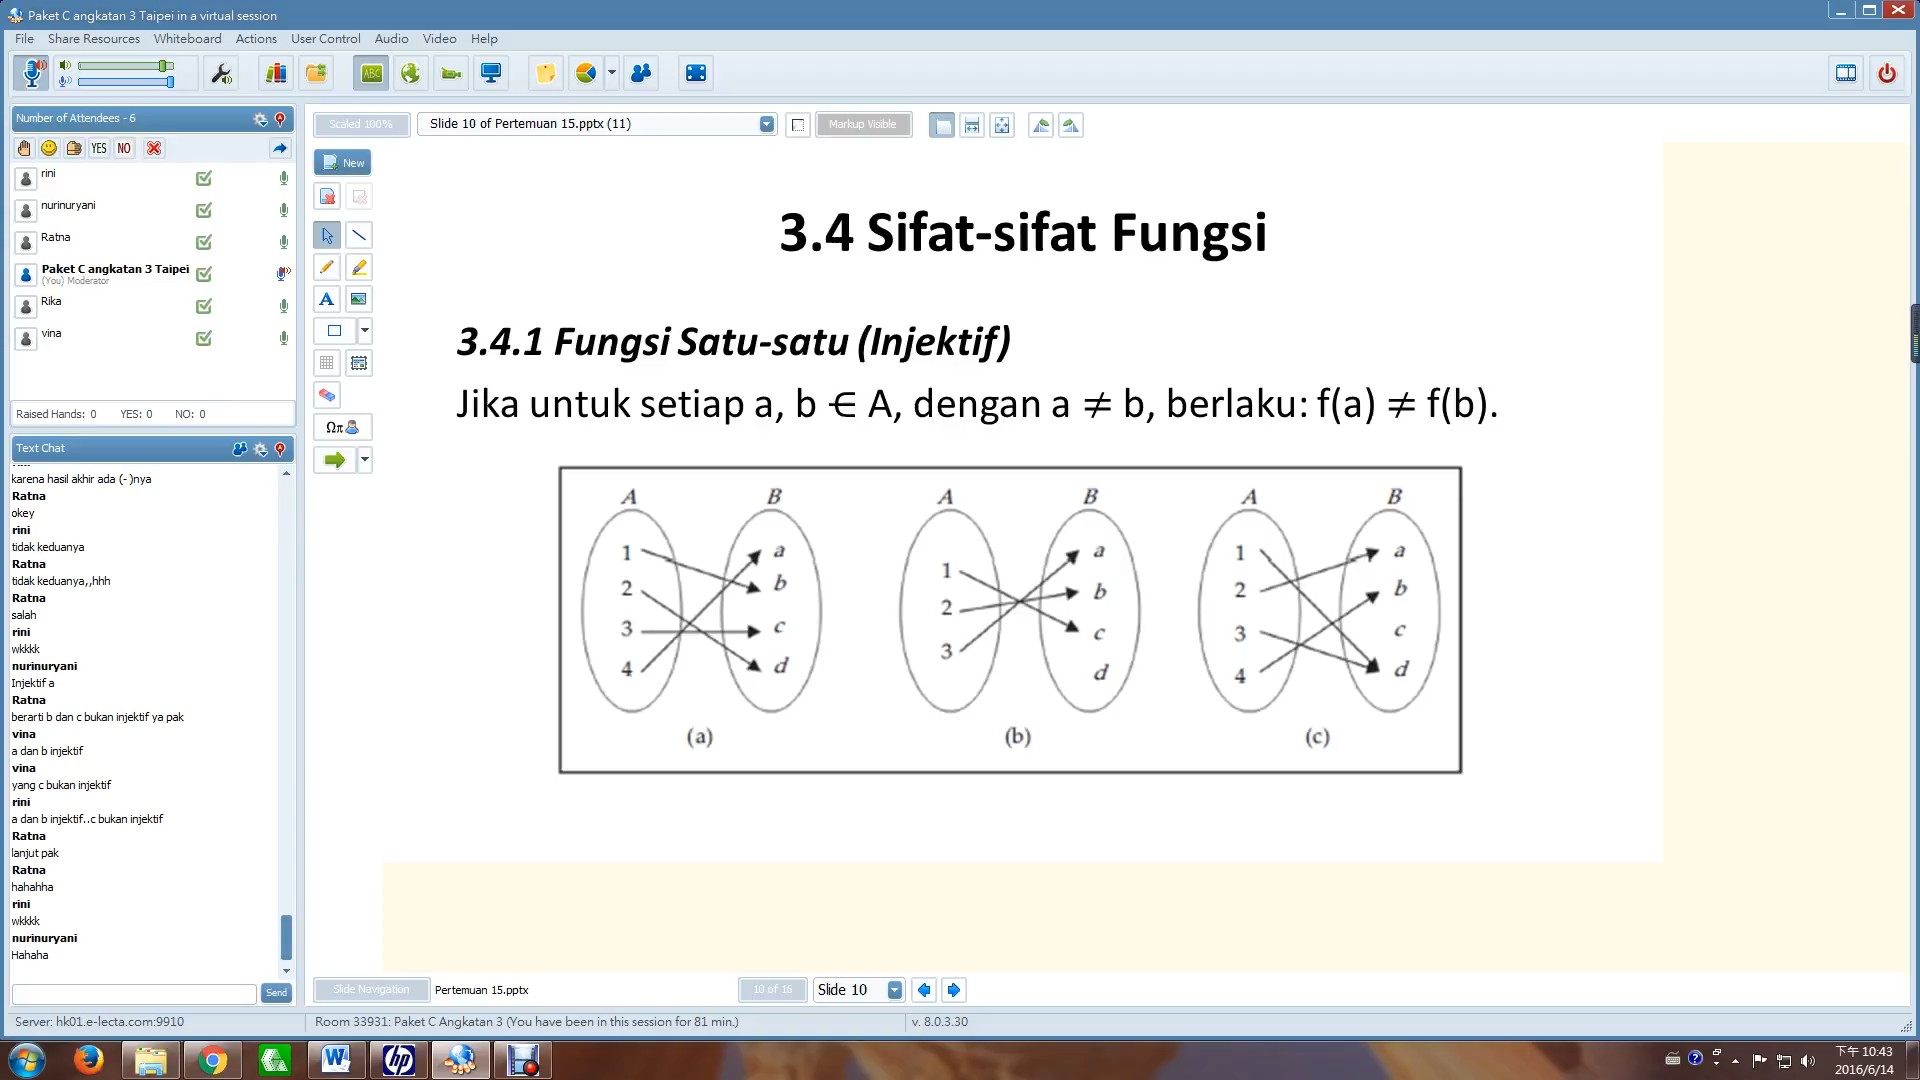 Paket C angkatan 3 Taipei in a virtual session
File Share Resources Whiteboard Actions User Control Audio Video Help
ABC
Number of Attendees - 6
YES NO
rini
nurinuryani
Ratna
Paket C angkatan 3 Taipei
(You) Moderator
Rika
vina
Raised Hands: 0 YES: 0 NO: 0
Text Chat
karena hasil akhir ada (-)nya
Ratna
okey
rini
tidak keduanya
Ratna
tidak keduanya,,hhh
Ratna
salah
rini
wkkkk
nurinuryani
Injektif a
Ratna
berarti b dan c bukan injektif ya pak
vina
a dan b injektif
vina
yang c bukan injektif
rini
a dan b injektif..c bukan injektif
Ratna
lanjut pak
Ratna
hahahha
rini
wkkkk
nurinuryani
Hahaha
Send
Scaled 100% Slide 10 of Pertemuan 15.pptx (11) Markup Visible
New
A
Ωπ
3.4 Sifat-sifat Fungsi
3.4.1 Fungsi Satu-satu (Injektif)
Jika untuk setiap a, b ∈ A, dengan a ≠ b, berlaku: f(a) ≠ f(b).
A B
1 a
2 b
3 c
4 d
(a)
A B
1 a
2 b
3 c
d
(b)
A B
1 a
2 b
3 c
4 d
(c)
Slide Navigation Pertemuan 15.pptx 10 of 16 Slide 10
Server: hk01.e-lecta.com:9910 Room 33931: Paket C Angkatan 3 (You have been in this session for 81 min.) v. 8.0.3.30
W hp
下午 10:43
2016/6/14